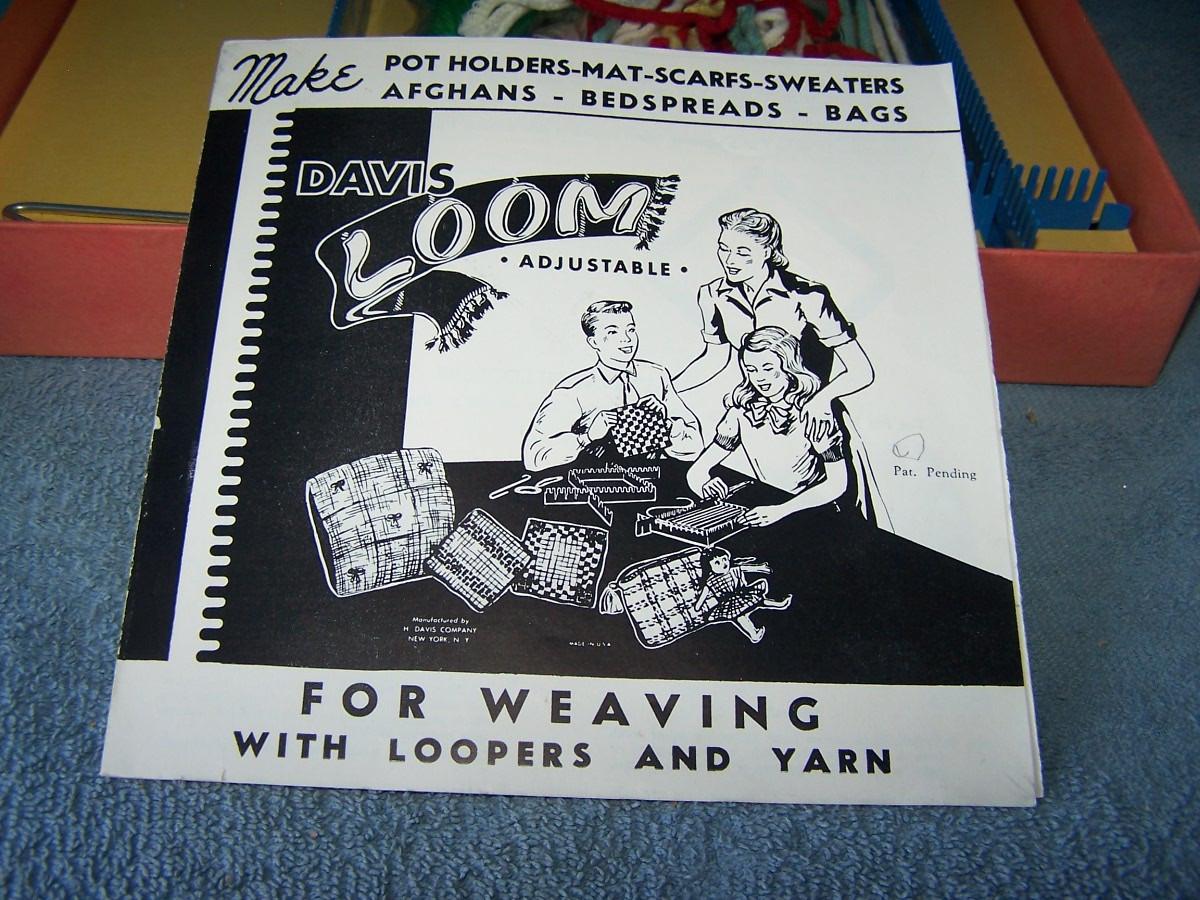 Make POT HOLDERS-MAT-SCARFS-SWEATERS
AFGHANS - BEDSPREADS - BAGS
DAVIS
LOOM
• ADJUSTABLE •
Pat. Pending
Manufactured by
H DAVIS COMPANY
NEW YORK, N Y
MADE IN U.S.A.
FOR WEAVING
WITH LOOPERS AND YARN